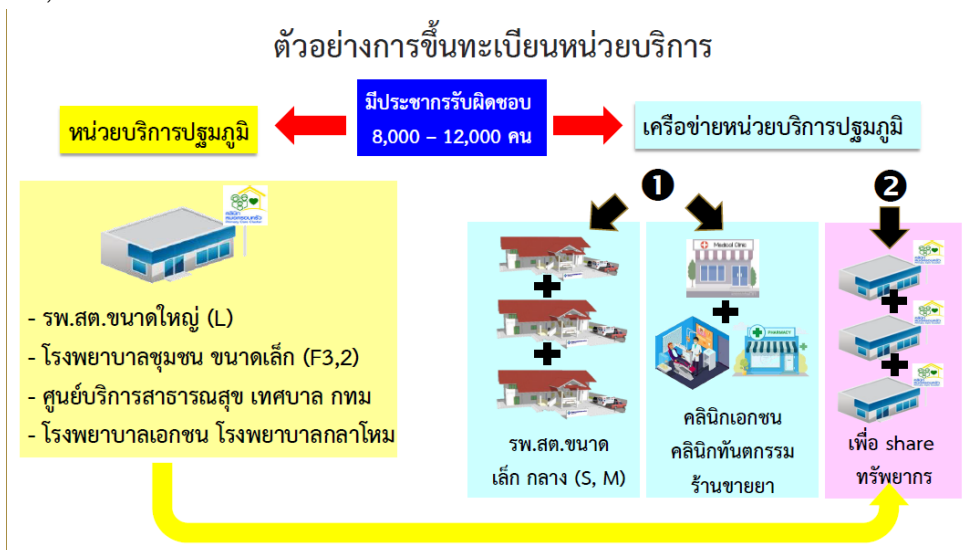 ตัวอย่างการขึ้นทะเบียนหน่วยบริการ
หน่วยบริการปฐมภูมิ
มีประชากรรับผิดชอบ
8,000 – 12,000 คน
เครือข่ายหน่วยบริการปฐมภูมิ
- รพ.สต.ขนาดใหญ่ (L)
- โรงพยาบาลชุมชน ขนาดเล็ก (F3,2)
- ศูนย์บริการสาธารณสุข เทศบาล กทม
- โรงพยาบาลเอกชน โรงพยาบาลกลาโหม
1
2
รพ.สต.ขนาด
เล็ก กลาง (S, M)
Medical Clinic
PHARMACY
คลินิกเอกชน
คลินิกทันตกรรม
ร้านขายยา
เพื่อ share
ทรัพยากร